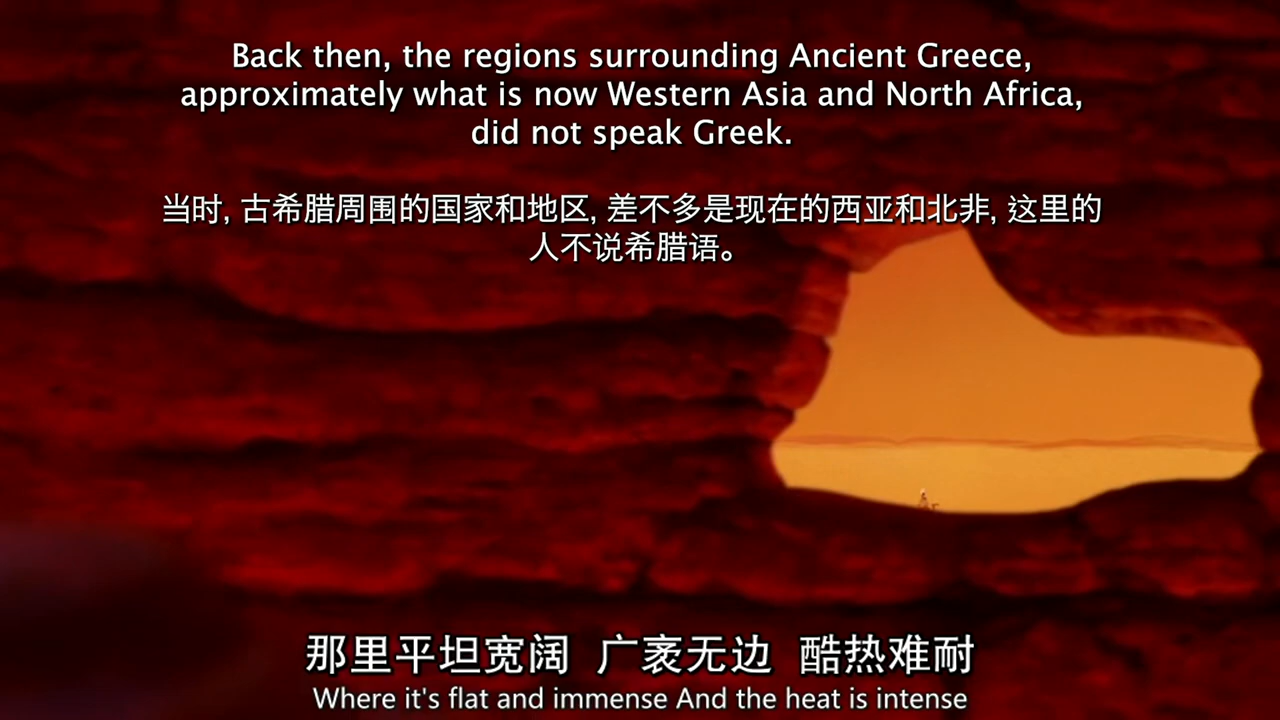 Back then, the regions surrounding Ancient Greece,
approximately what is now Western Asia and North Africa,
did not speak Greek.
当时, 古希腊周围的国家和地区, 差不多是现在的西亚和北非, 这里的
人不说希腊语。
那里平坦宽阔 广袤无边 酷热难耐
Where it's flat and immense And the heat is intense